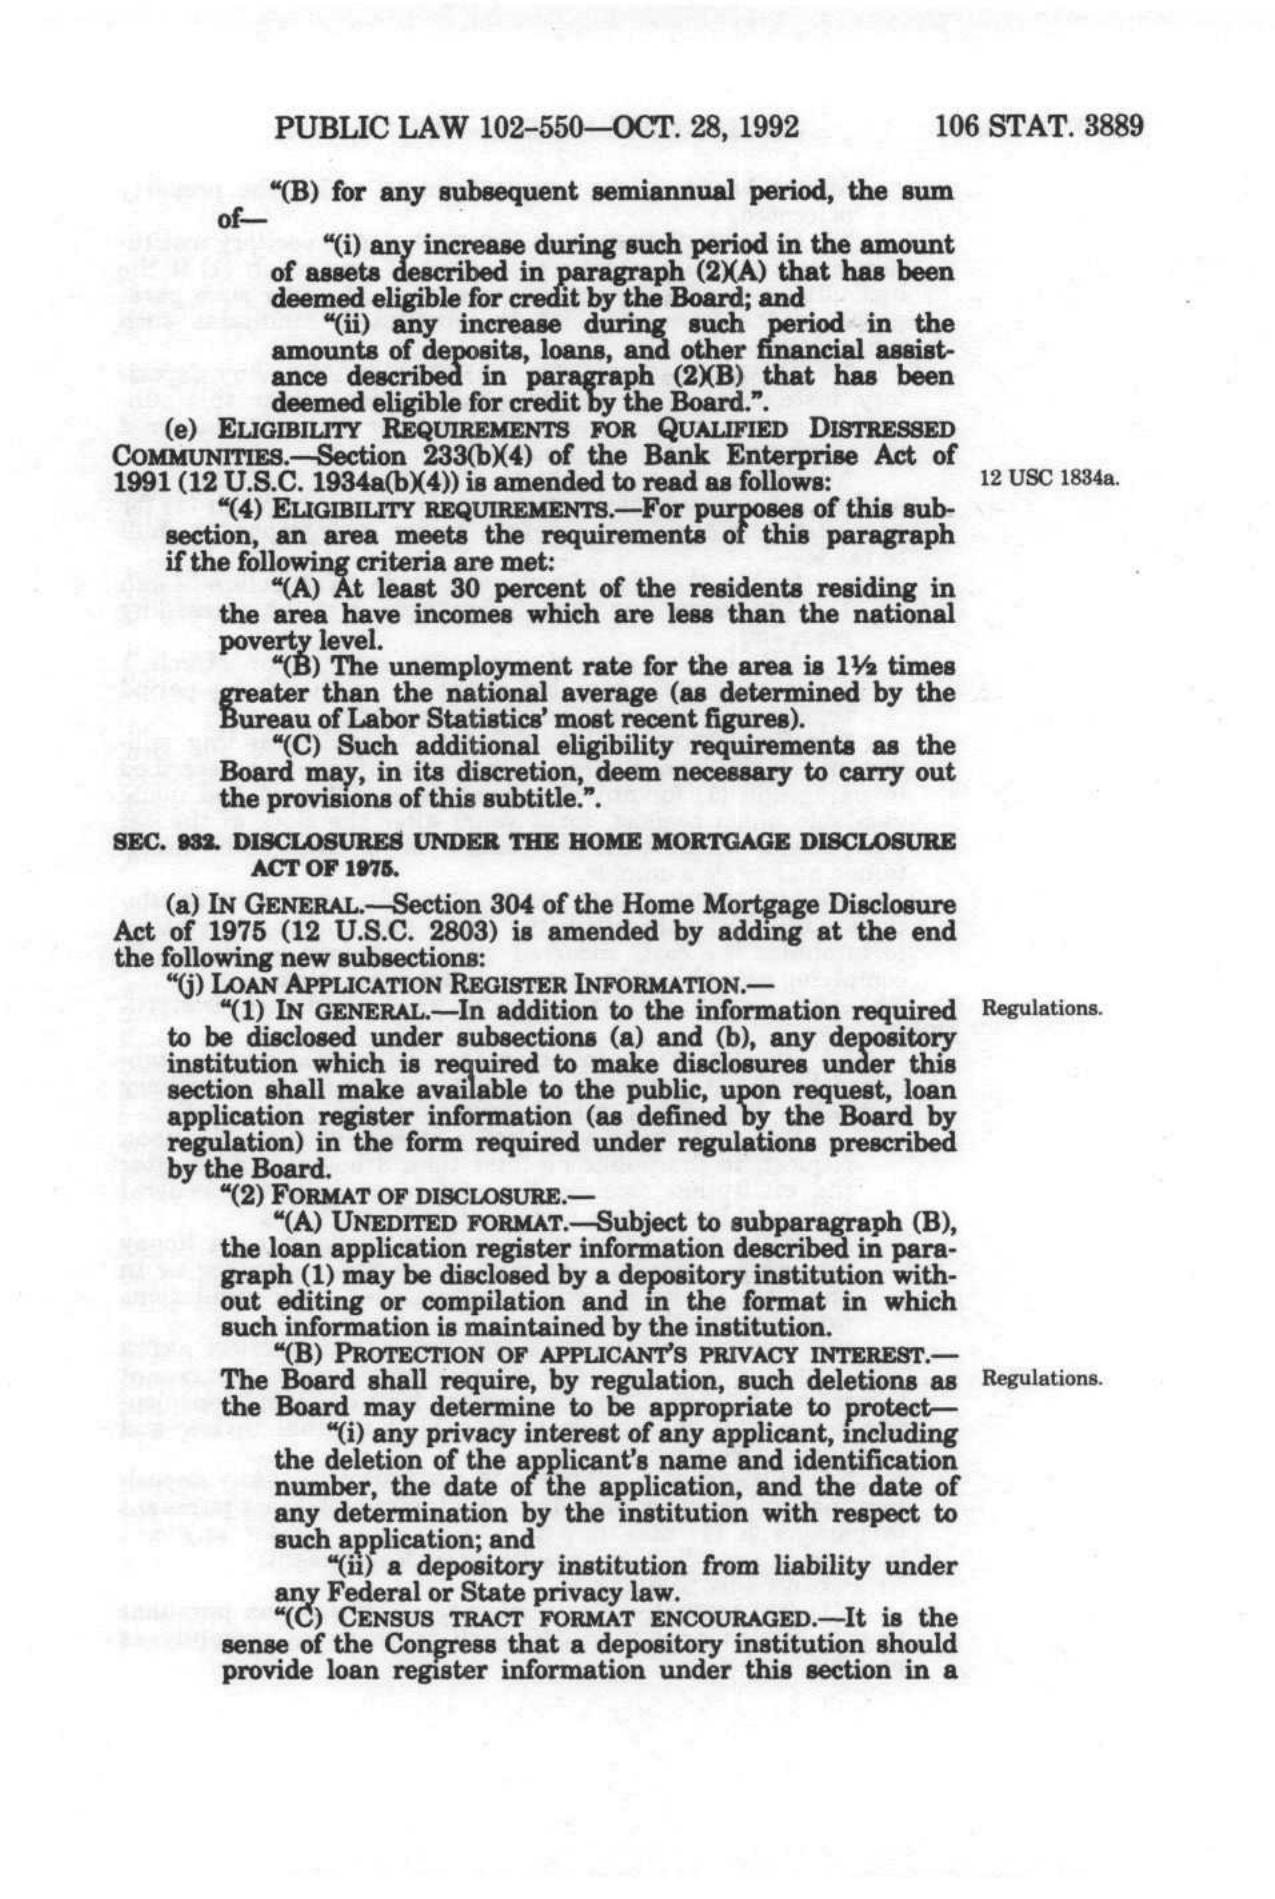 PUBLIC LAW 102-550—OCT. 28, 1992 106 STAT. 3889
"(B) for any subsequent semiannual period, the sum
of—
"(i) any increase during such period in the amount
of assets described in paragraph (2)(A) that has been
deemed eligible for credit by the Board; and
"(ii) any increase during such period in the
amounts of deposits, loans, and other financial assist-
ance described in paragraph (2)(B) that has been
deemed eligible for credit by the Board.".
(e) ELIGIBILITY REQUIREMENTS FOR QUALIFIED DISTRESSED
COMMUNITIES.—Section 233(b)(4) of the Bank Enterprise Act of
1991 (12 U.S.C. 1934a(b)(4)) is amended to read as follows:
12 USC 1834a.
"(4) ELIGIBILITY REQUIREMENTS.—For purposes of this sub-
section, an area meets the requirements of this paragraph
if the following criteria are met:
"(A) At least 30 percent of the residents residing in
the area have incomes which are less than the national
poverty level.
"(B) The unemployment rate for the area is 1½ times
greater than the national average (as determined by the
Bureau of Labor Statistics' most recent figures).
"(C) Such additional eligibility requirements as the
Board may, in its discretion, deem necessary to carry out
the provisions of this subtitle.".
SEC. 932. DISCLOSURES UNDER THE HOME MORTGAGE DISCLOSURE
ACT OF 1975.
(a) IN GENERAL.—Section 304 of the Home Mortgage Disclosure
Act of 1975 (12 U.S.C. 2803) is amended by adding at the end
the following new subsections:
"(j) LOAN APPLICATION REGISTER INFORMATION.—
"(1) IN GENERAL.—In addition to the information required
Regulations.
to be disclosed under subsections (a) and (b), any depository
institution which is required to make disclosures under this
section shall make available to the public, upon request, loan
application register information (as defined by the Board by
regulation) in the form required under regulations prescribed
by the Board.
"(2) FORMAT OF DISCLOSURE.—
"(A) UNEDITED FORMAT.—Subject to subparagraph (B),
the loan application register information described in para-
graph (1) may be disclosed by a depository institution with-
out editing or compilation and in the format in which
such information is maintained by the institution.
"(B) PROTECTION OF APPLICANT'S PRIVACY INTEREST.—
The Board shall require, by regulation, such deletions as
Regulations.
the Board may determine to be appropriate to protect—
"(i) any privacy interest of any applicant, including
the deletion of the applicant's name and identification
number, the date of the application, and the date of
any determination by the institution with respect to
such application; and
"(ii) a depository institution from liability under
any Federal or State privacy law.
"(C) CENSUS TRACT FORMAT ENCOURAGED.—It is the
sense of the Congress that a depository institution should
provide loan register information under this section in a